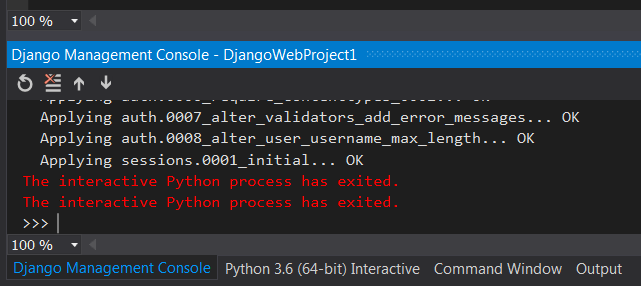 100 %
Django Management Console - DjangoWebProject1
Applying auth.0007_alter_validators_add_error_messages... OK
Applying auth.0008_alter_user_username_max_length... OK
Applying sessions.0001_initial... OK
The interactive Python process has exited.
The interactive Python process has exited.
>>>
100 %
Django Management Console Python 3.6 (64-bit) Interactive Command Window Output